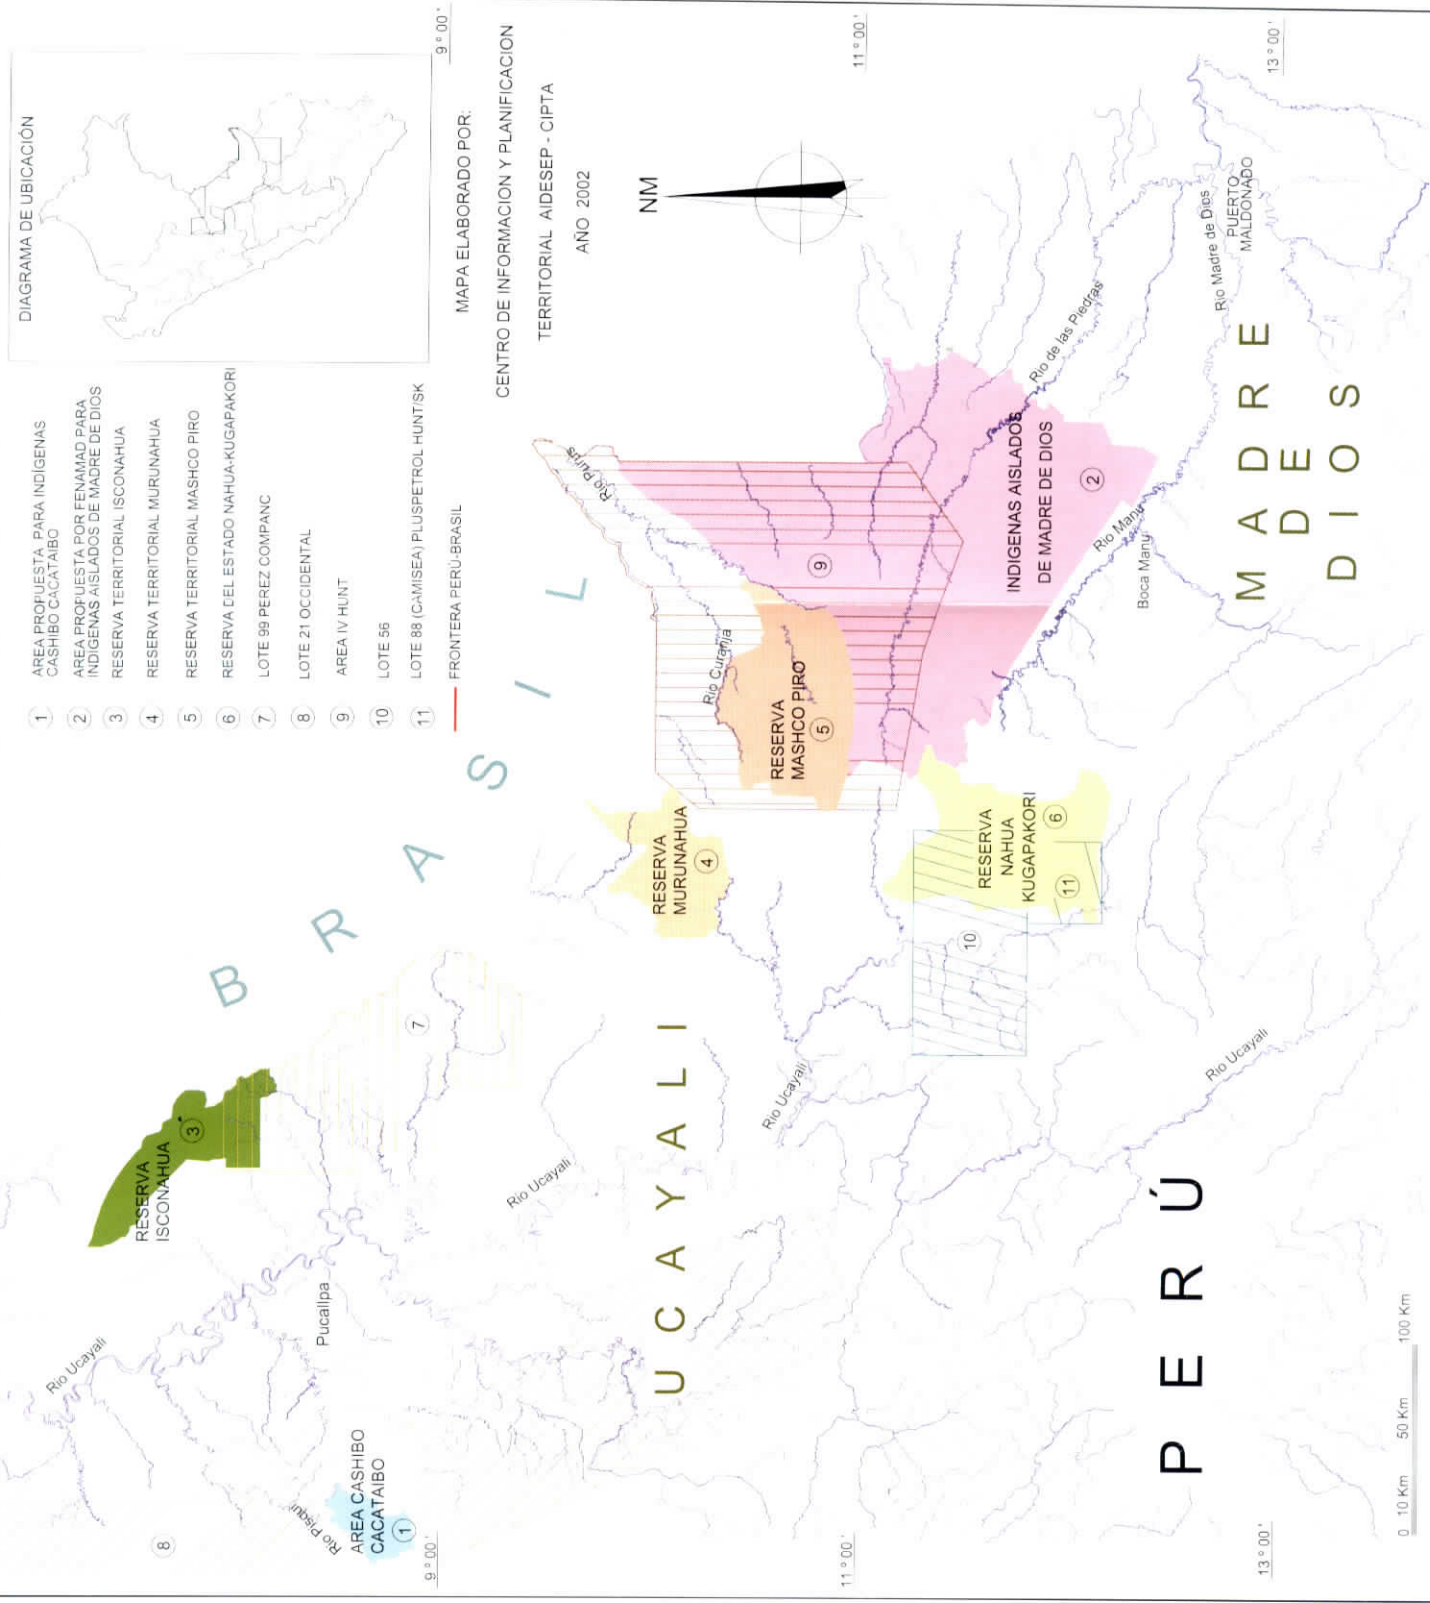 DIAGRAMA DE UBICACIÓN
1 AREA PROPUESTA PARA INDÍGENAS
CASHIBO CACATAIBO
2 AREA PROPUESTA POR FENAMAD PARA
INDIGENAS AISLADOS DE MADRE DE DIOS
3 RESERVA TERRITORIAL ISCONAHUA
4 RESERVA TERRITORIAL MURUNAHUA
5 RESERVA TERRITORIAL MASHCO PIRO
6 RESERVA DEL ESTADO NAHUA-KUGAPAKORI
7 LOTE 99 PEREZ COMPANC
8 LOTE 21 OCCIDENTAL
9 AREA IV HUNT
10 LOTE 56
11 LOTE 88 (CAMISEA) PLUSPETROL HUNT/SK
FRONTERA PERÚ-BRASIL
MAPA ELABORADO POR:
CENTRO DE INFORMACION Y PLANIFICACION
TERRITORIAL AIDESEP - CIPTA
AÑO 2002
NM
9 º 00 '
11 º 00 '
13 º 00 '
9 º 00 '
11 º 00 '
13 º 00 '
BRASIL
UCAYALI
PERÚ
MADRE
DE
DIOS
RESERVA
ISCONAHUA
3
7
8
AREA CASHIBO
CACATAIBO
1
Rio Pisqui
Rio Ucayali
Pucallpa
Rio Ucayali
Rio Ucayali
Rio Ucayali
RESERVA
MURUNAHUA
4
RESERVA
MASHCO PIRO
5
Rio Curanja
Rio Purus
9
INDIGENAS AISLADOS
DE MADRE DE DIOS
2
RESERVA
NAHUA
KUGAPAKORI
6
11
10
Rio de las Piedras
Rio Manu
Boca Manu
Rio Madre de Dios
PUERTO
MALDONADO
0 10 Km 50 Km 100 Km